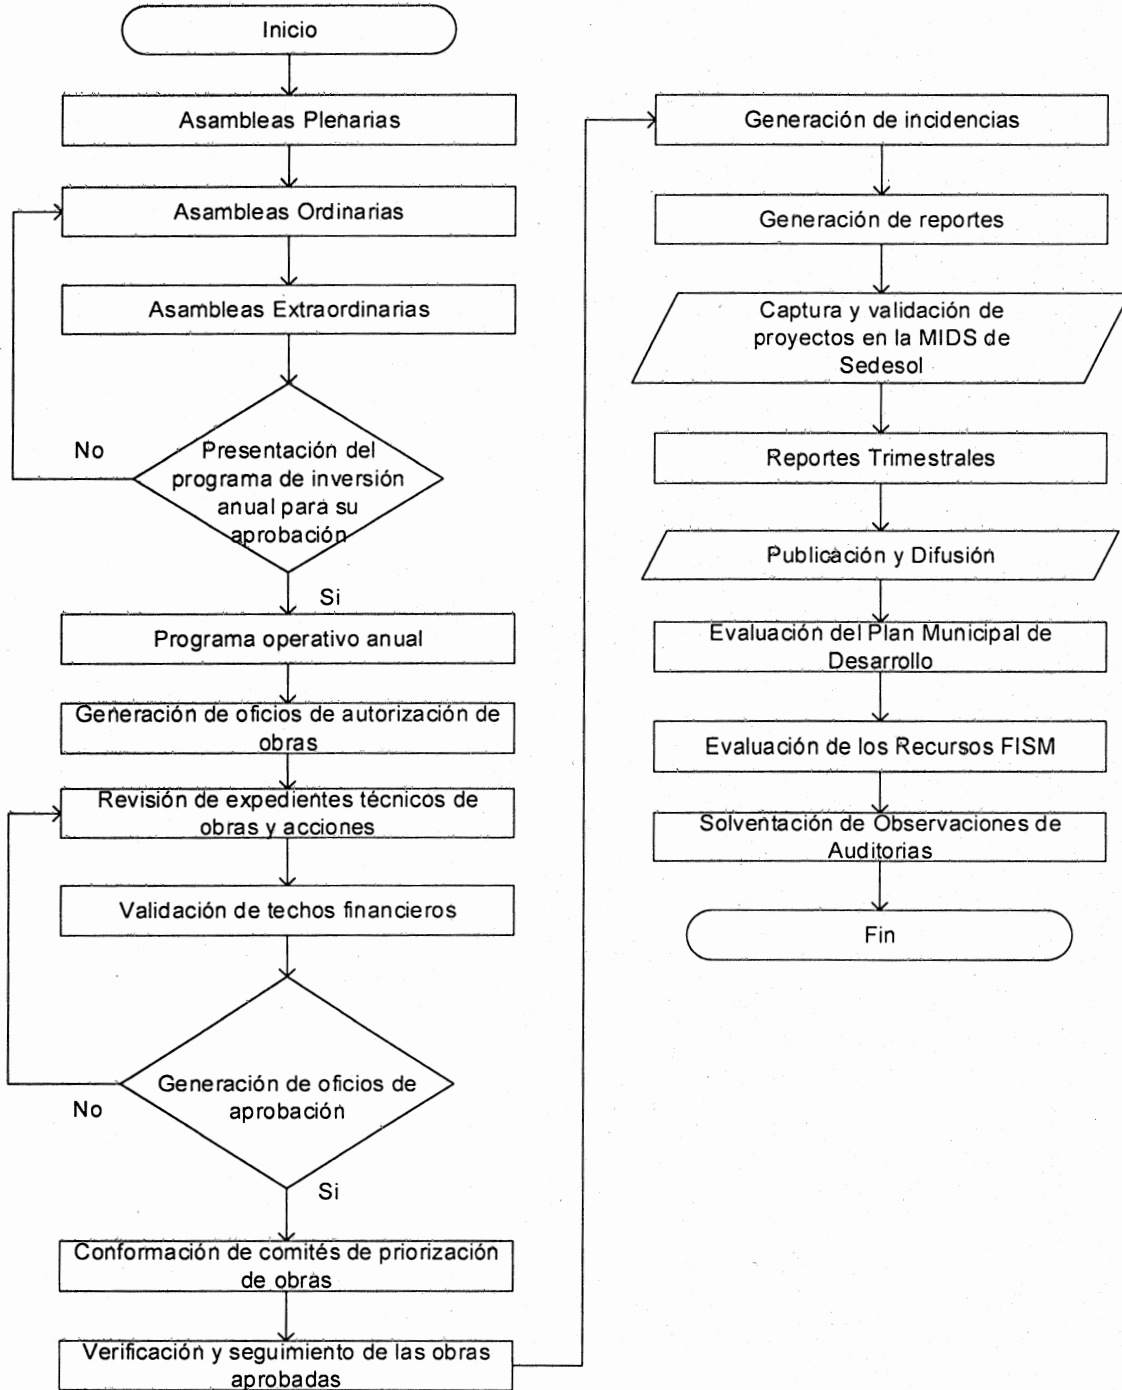 Inicio
Asambleas Plenarias
Asambleas Ordinarias
Asambleas Extraordinarias
No
Presentación del
programa de inversión
anual para su
aprobación
Si
Programa operativo anual
Generación de oficios de autorización de
obras
Revisión de expedientes técnicos de
obras y acciones
Validación de techos financieros
Generación de oficios de
aprobación
No
Si
Conformación de comités de priorización
de obras
Verificación y seguimiento de las obras
aprobadas
Generación de incidencias
Generación de reportes
Captura y validación de
proyectos en la MIDS de
Sedesol
Reportes Trimestrales
Publicación y Difusión
Evaluación del Plan Municipal de
Desarrollo
Evaluación de los Recursos FISM
Solventación de Observaciones de
Auditorias
Fin